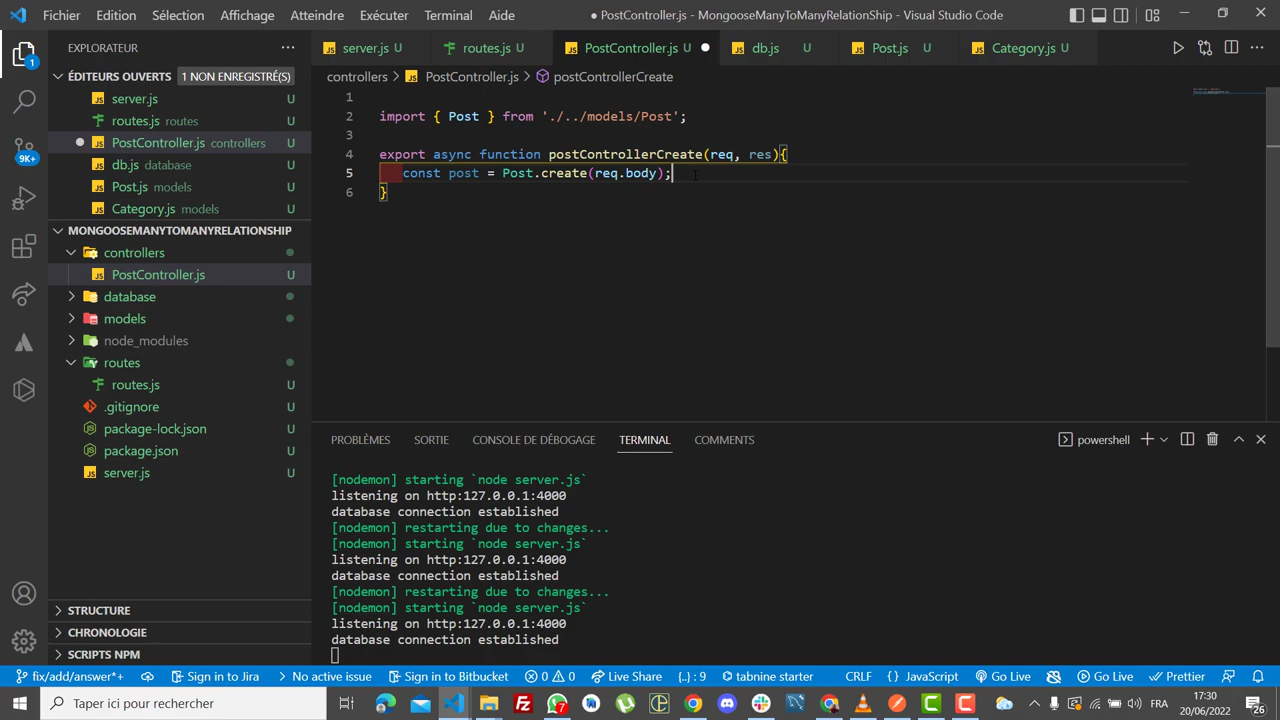 Fichier Edition Sélection Affichage Atteindre Exécuter Terminal Aide
● PostController.js - MongooseManyToManyRelationShip - Visual Studio Code
EXPLORATEUR
ÉDITEURS OUVERTS 1 NON ENREGISTRÉ(S)
server.js U
routes.js routes U
PostController.js controllers
db.js database U
Post.js models U
Category.js models U
MONGOOSEMANYTOMANYRELATIONSHIP
controllers
PostController.js U
database
models
node_modules
routes
routes.js U
.gitignore U
package-lock.json U
package.json U
server.js U
STRUCTURE
CHRONOLOGIE
SCRIPTS NPM
1
9K+
server.js U routes.js U PostController.js U db.js U Post.js U Category.js U
controllers > PostController.js > postControllerCreate
1
2 import { Post } from './../models/Post';
3
4 export async function postControllerCreate(req, res){
5 const post = Post.create(req.body);
6 }
PROBLÈMES SORTIE CONSOLE DE DÉBOGAGE TERMINAL COMMENTS
powershell
[nodemon] starting `node server.js`
listening on http:127.0.0.1:4000
database connection established
[nodemon] restarting due to changes...
[nodemon] starting `node server.js`
listening on http:127.0.0.1:4000
database connection established
[nodemon] restarting due to changes...
[nodemon] starting `node server.js`
listening on http:127.0.0.1:4000
database connection established
fix/add/answer*+ Sign in to Jira No active issue Sign in to Bitbucket 0 0 Live Share {..} : 9 tabnine starter CRLF {} JavaScript Go Live Go Live Prettier
Taper ici pour rechercher
7
FRA
17:30
20/06/2022
26